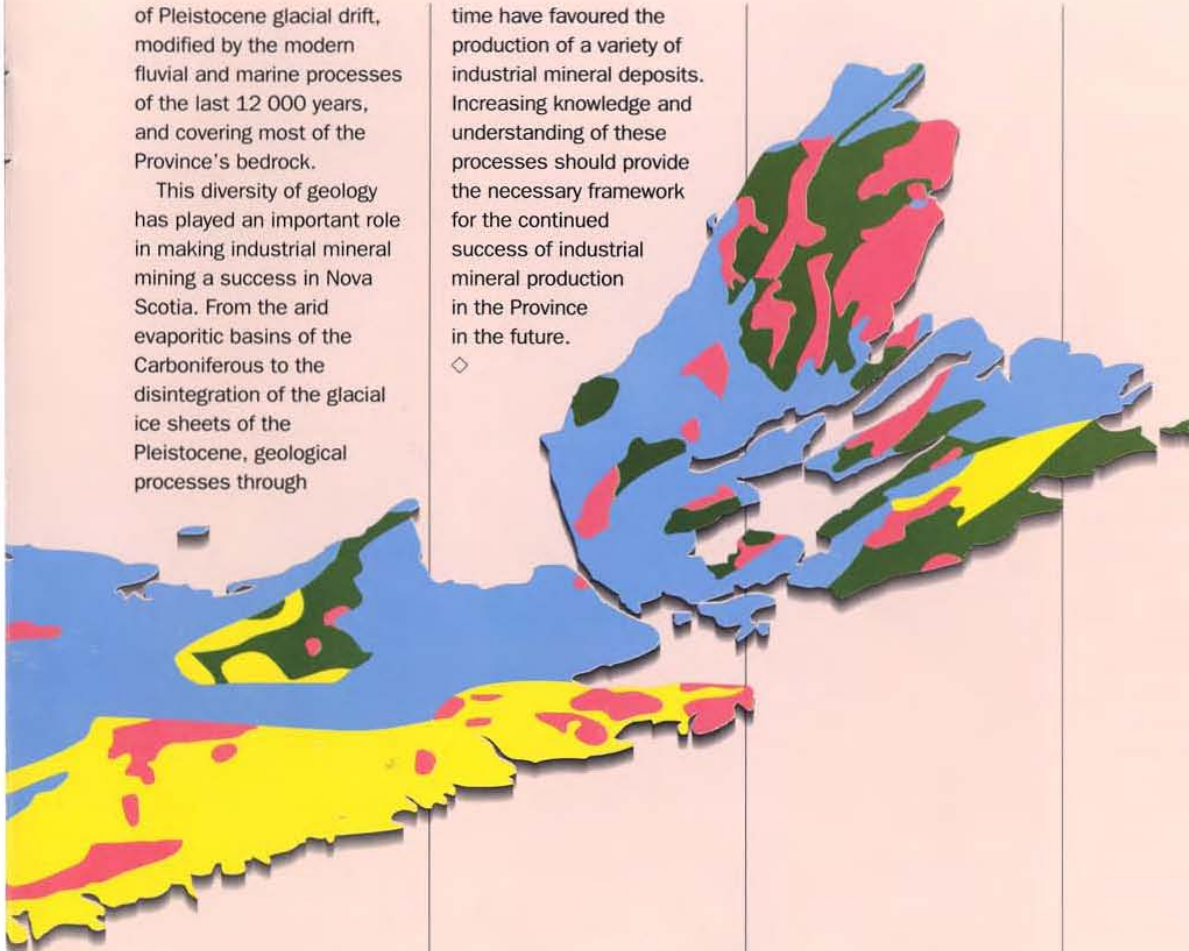 of Pleistocene glacial drift,
modified by the modern
fluvial and marine processes
of the last 12 000 years,
and covering most of the
Province's bedrock.
This diversity of geology
has played an important role
in making industrial mineral
mining a success in Nova
Scotia. From the arid
evaporitic basins of the
Carboniferous to the
disintegration of the glacial
ice sheets of the
Pleistocene, geological
processes through
time have favoured the
production of a variety of
industrial mineral deposits.
Increasing knowledge and
understanding of these
processes should provide
the necessary framework
for the continued
success of industrial
mineral production
in the Province
in the future.
◇